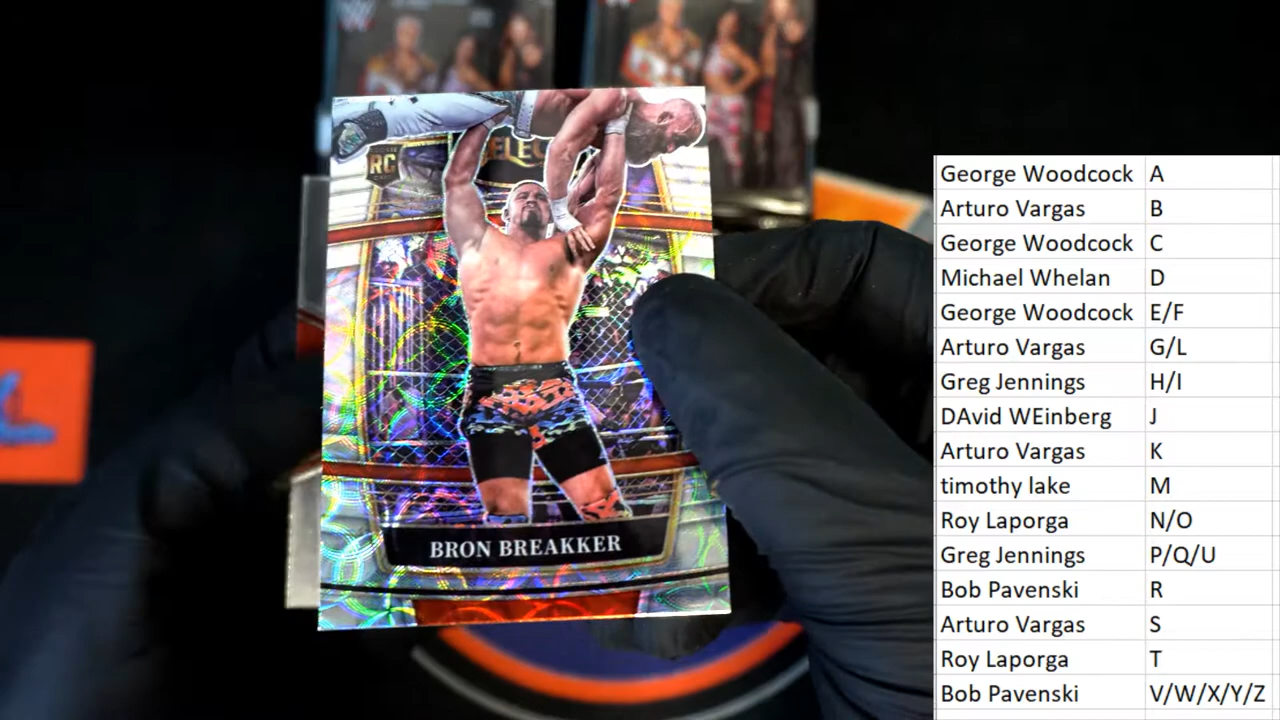 RC
SELEC
BRON BREAKKER
George Woodcock A
Arturo Vargas B
George Woodcock C
Michael Whelan D
George Woodcock E/F
Arturo Vargas G/L
Greg Jennings H/I
DAvid WEinberg J
Arturo Vargas K
timothy lake M
Roy Laporga N/O
Greg Jennings P/Q/U
Bob Pavenski R
Arturo Vargas S
Roy Laporga T
Bob Pavenski V/W/X/Y/Z